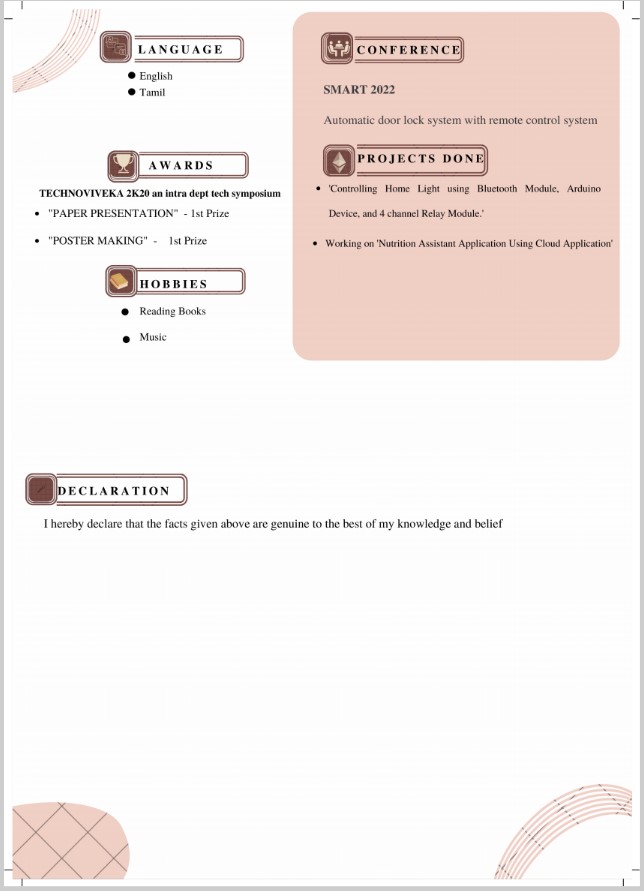 LANGUAGE
English
Tamil
AWARDS
TECHNOVIVEKA 2K20 an intra dept tech symposium
"PAPER PRESENTATION" - 1st Prize
"POSTER MAKING" - 1st Prize
HOBBIES
Reading Books
Music
CONFERENCE
SMART 2022
Automatic door lock system with remote control system
PROJECTS DONE
'Controlling Home Light using Bluetooth Module, Arduino
Device, and 4 channel Relay Module.'
Working on 'Nutrition Assistant Application Using Cloud Application'
DECLARATION
I hereby declare that the facts given above are genuine to the best of my knowledge and belief